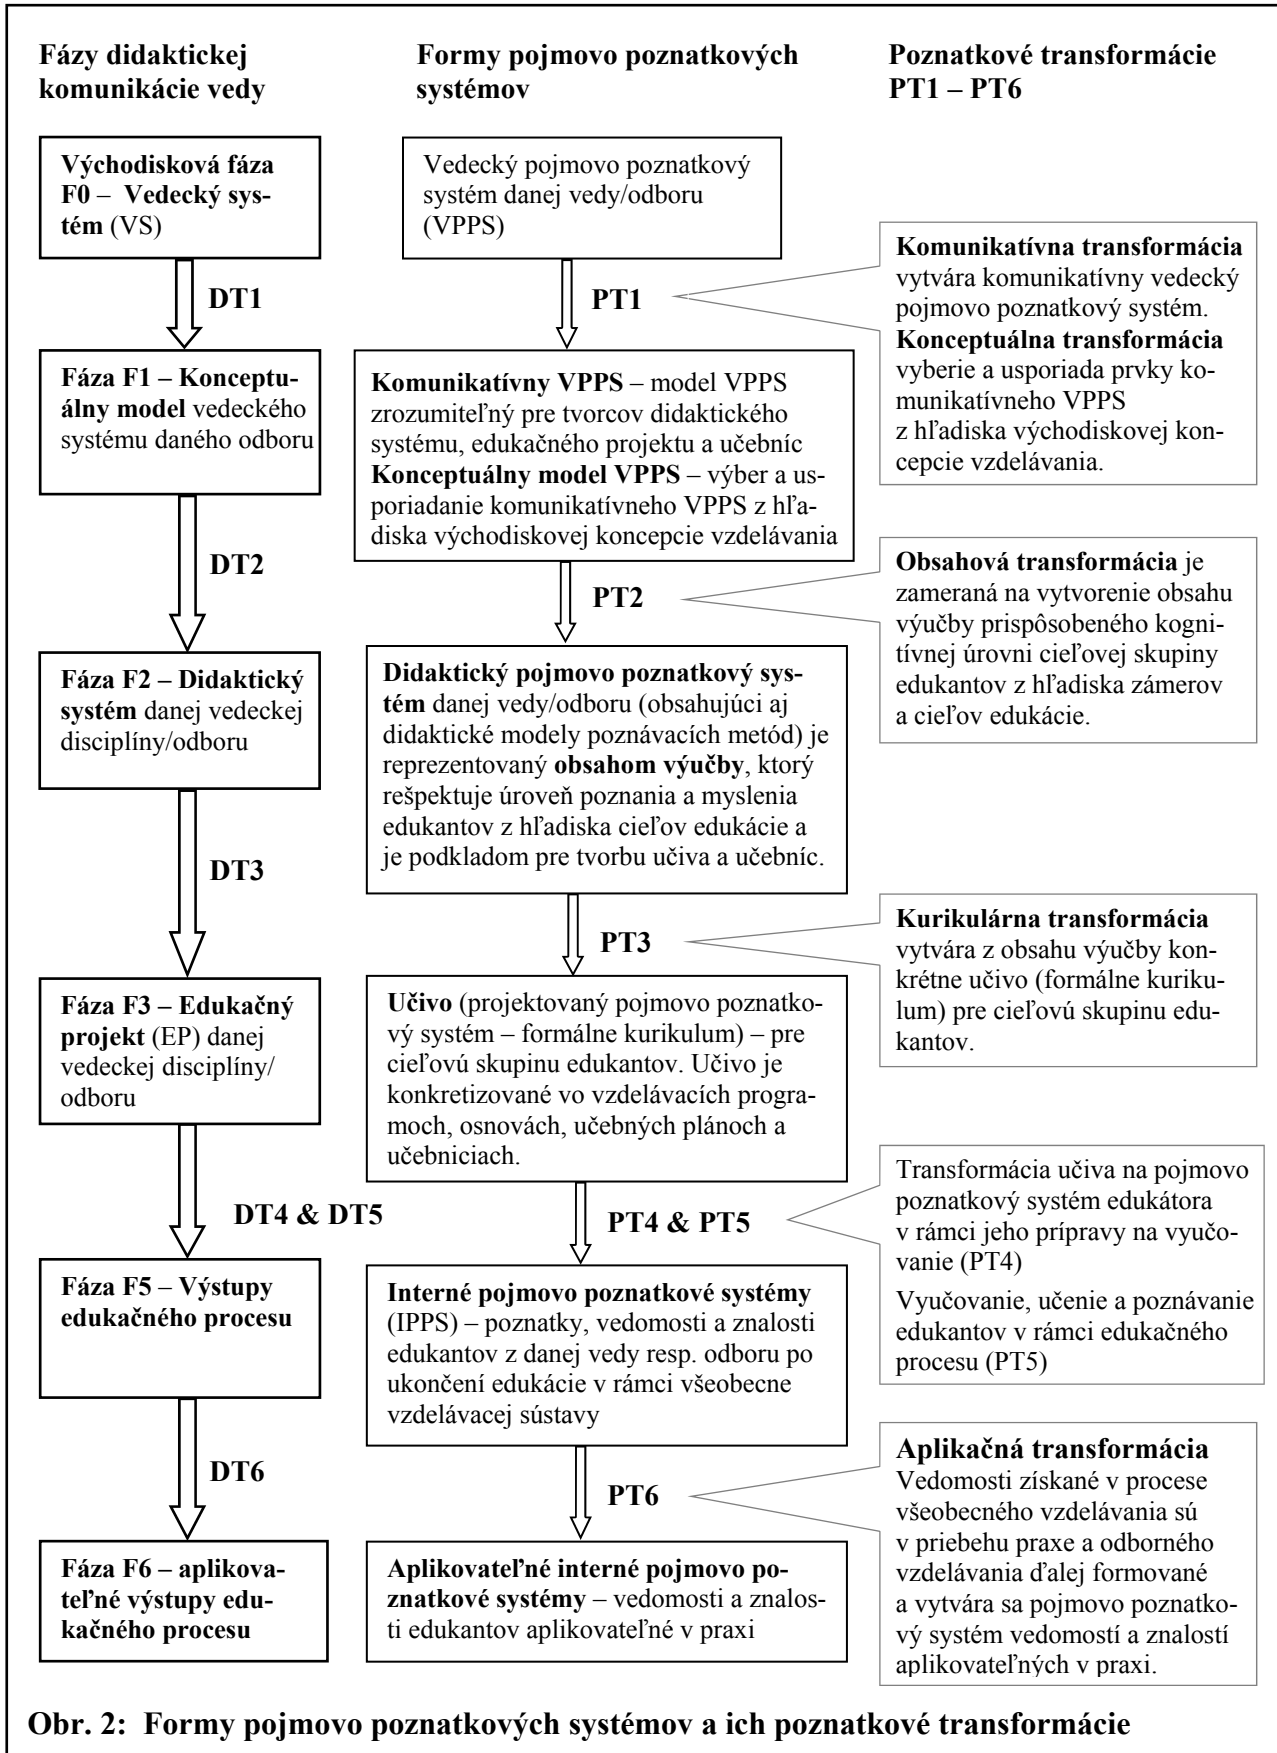 Fázy didaktickej
komunikácie vedy
Formy pojmovo poznatkových
systémov
Poznatkové transformácie
PT1 – PT6
Východisková fáza
F0 –  Vedecký sys-
tém (VS)
Vedecký pojmovo poznatkový
systém danej vedy/odboru
(VPPS)
DT1
PT1
Komunikatívna transformácia
vytvára komunikatívny vedecký
pojmovo poznatkový systém.
Konceptuálna transformácia
vyberie a usporiada prvky ko-
munikatívneho VPPS
z hľadiska východiskovej kon-
cepcie vzdelávania.
Fáza F1 – Konceptu-
álny model vedeckého
systému daného odboru
Komunikatívny VPPS – model VPPS
zrozumiteľný pre tvorcov didaktického
systému, edukačného projektu a učebníc
Konceptuálny model VPPS – výber a us-
poriadanie komunikatívneho VPPS z hľa-
diska východiskovej koncepcie vzdelávania
DT2
PT2
Obsahová transformácia je
zameraná na vytvorenie obsahu
výučby prispôsobeného kogni-
tívnej úrovni cieľovej skupiny
edukantov z hľadiska zámerov
a cieľov edukácie.
Fáza F2 – Didaktický
systém danej vedeckej
disciplíny/odboru
Didaktický pojmovo poznatkový sys-
tém danej vedy/odboru (obsahujúci aj
didaktické modely poznávacích metód) je
reprezentovaný obsahom výučby, ktorý
rešpektuje úroveň poznania a myslenia
edukantov z hľadiska cieľov edukácie a
je podkladom pre tvorbu učiva a učebníc.
DT3
PT3
Kurikulárna transformácia
vytvára z obsahu výučby kon-
krétne učivo (formálne kuriku-
lum) pre cieľovú skupinu edu-
kantov.
Fáza F3 – Edukačný
projekt (EP) danej
vedeckej disciplíny/
odboru
Učivo (projektovaný pojmovo poznatko-
vý systém – formálne kurikulum) – pre
cieľovú skupinu edukantov. Učivo je
konkretizované vo vzdelávacích progra-
moch, osnovách, učebných plánoch a
učebniciach.
DT4 & DT5
PT4 & PT5
Transformácia učiva na pojmovo
poznatkový systém edukátora
v rámci jeho prípravy na vyučo-
vanie (PT4)
Vyučovanie, učenie a poznávanie
edukantov v rámci edukačného
procesu (PT5)
Fáza F5 – Výstupy
edukačného procesu
Interné pojmovo poznatkové systémy
(IPPS) – poznatky, vedomosti a znalosti
edukantov z danej vedy resp. odboru po
ukončení edukácie v rámci všeobecne
vzdelávacej sústavy
DT6
PT6
Aplikačná transformácia
Vedomosti získané v procese
všeobecného vzdelávania sú
v priebehu praxe a odborného
vzdelávania ďalej formované
a vytvára sa pojmovo poznatko-
vý systém vedomostí a znalostí
aplikovateľných v praxi.
Fáza F6 – aplikova-
teľné výstupy edu-
kačného procesu
Aplikovateľné interné pojmovo po-
znatkové systémy – vedomosti a znalos-
ti edukantov aplikovateľné v praxi
Obr. 2:  Formy pojmovo poznatkových systémov a ich poznatkové transformácie